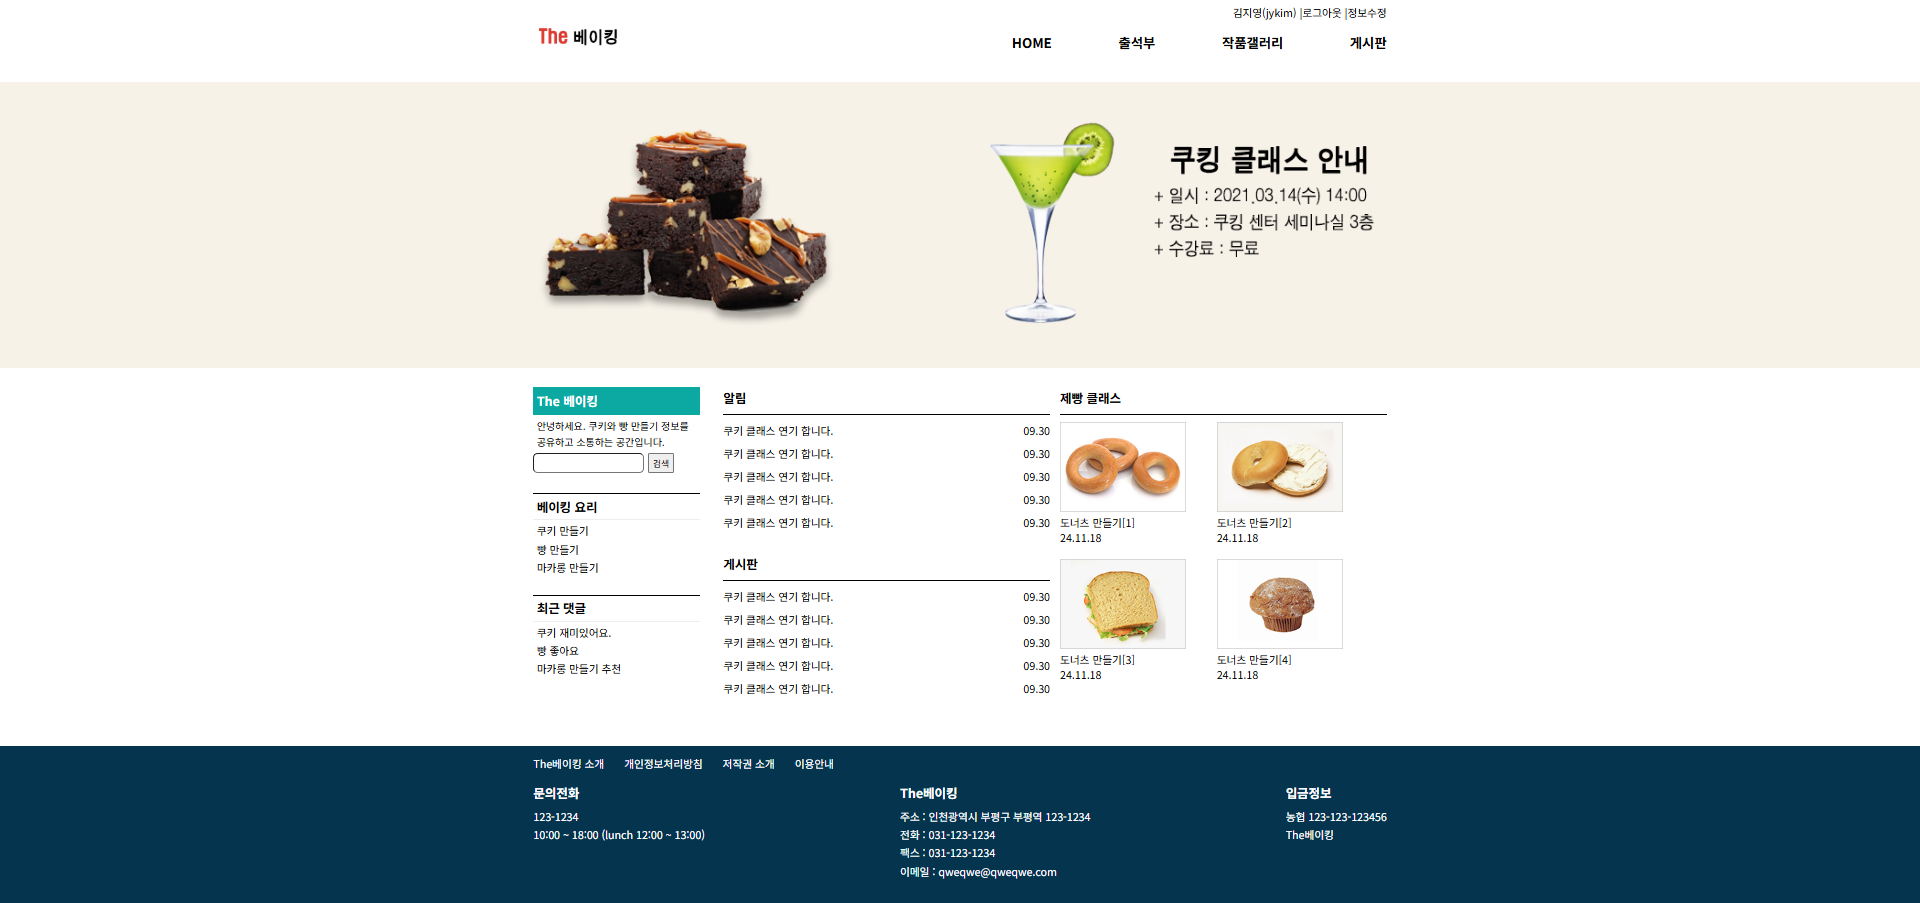 김지영(jykim) |로그아웃 |정보수정
The 베이킹
HOME 출석부 작품갤러리 게시판
쿠킹 클래스 안내
+ 일시 : 2021.03.14(수) 14:00
+ 장소 : 쿠킹 센터 세미나실 3층
+ 수강료 : 무료
The 베이킹
안녕하세요. 쿠키와 빵 만들기 정보를
공유하고 소통하는 공간입니다.
검색
베이킹 요리
쿠키 만들기
빵 만들기
마카롱 만들기
최근 댓글
쿠키 재미있어요.
빵 좋아요
마카롱 만들기 추천
알림
쿠키 클래스 연기 합니다. 09.30
쿠키 클래스 연기 합니다. 09.30
쿠키 클래스 연기 합니다. 09.30
쿠키 클래스 연기 합니다. 09.30
쿠키 클래스 연기 합니다. 09.30
게시판
쿠키 클래스 연기 합니다. 09.30
쿠키 클래스 연기 합니다. 09.30
쿠키 클래스 연기 합니다. 09.30
쿠키 클래스 연기 합니다. 09.30
쿠키 클래스 연기 합니다. 09.30
제빵 클래스
도너츠 만들기[1]
24.11.18
도너츠 만들기[2]
24.11.18
도너츠 만들기[3]
24.11.18
도너츠 만들기[4]
24.11.18
The베이킹 소개 개인정보처리방침 저작권 소개 이용안내
문의전화
123-1234
10:00 ~ 18:00 (lunch 12:00 ~ 13:00)
The베이킹
주소 : 인천광역시 부평구 부평역 123-1234
전화 : 031-123-1234
팩스 : 031-123-1234
이메일 : qweqwe@qweqwe.com
입금정보
농협 123-123-123456
The베이킹